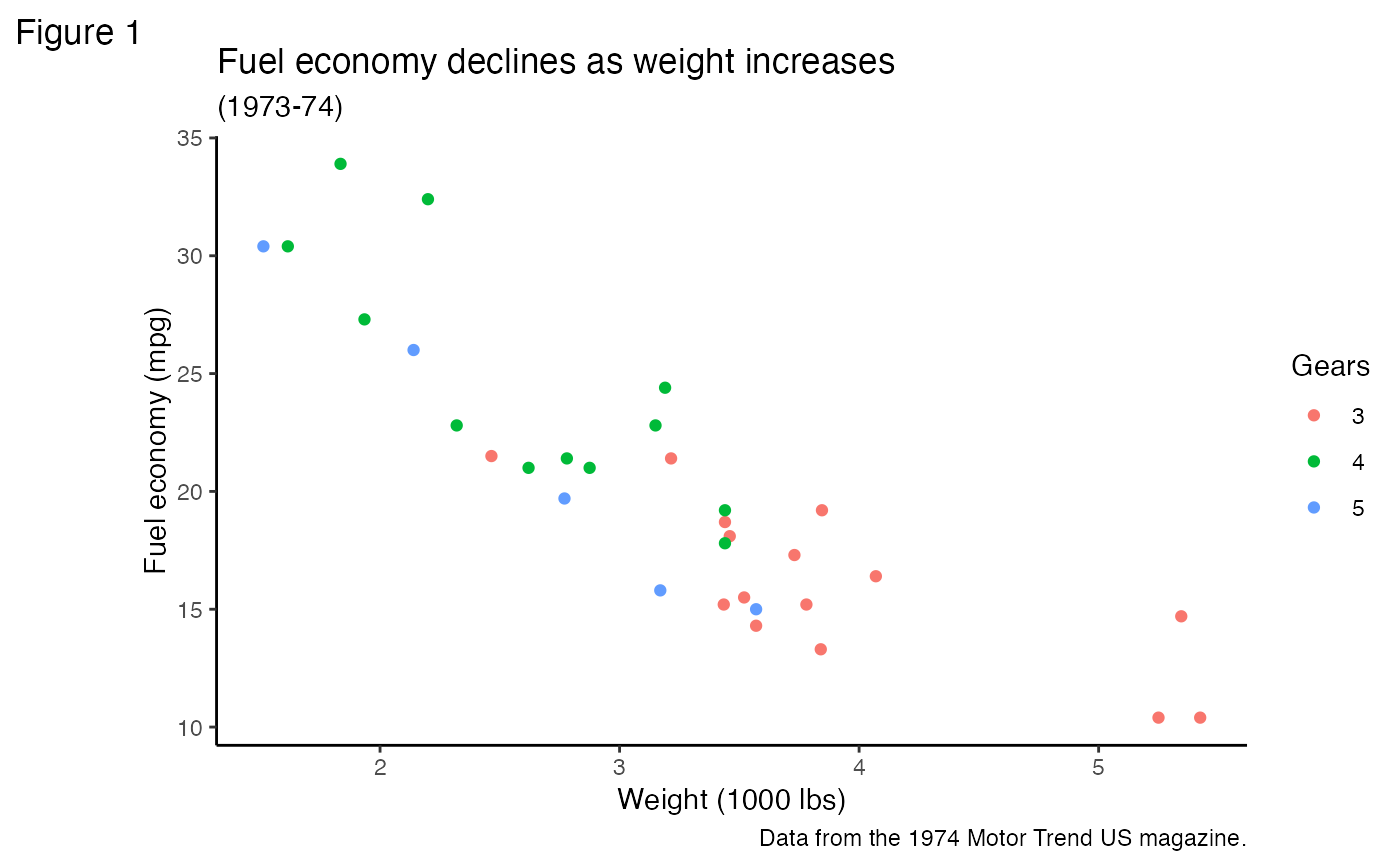 Figure 1
Fuel economy declines as weight increases
(1973-74)
35
30
25
20
15
10
Fuel economy (mpg)
2 3 4 5
Weight (1000 lbs)
Data from the 1974 Motor Trend US magazine.
Gears
3
4
5